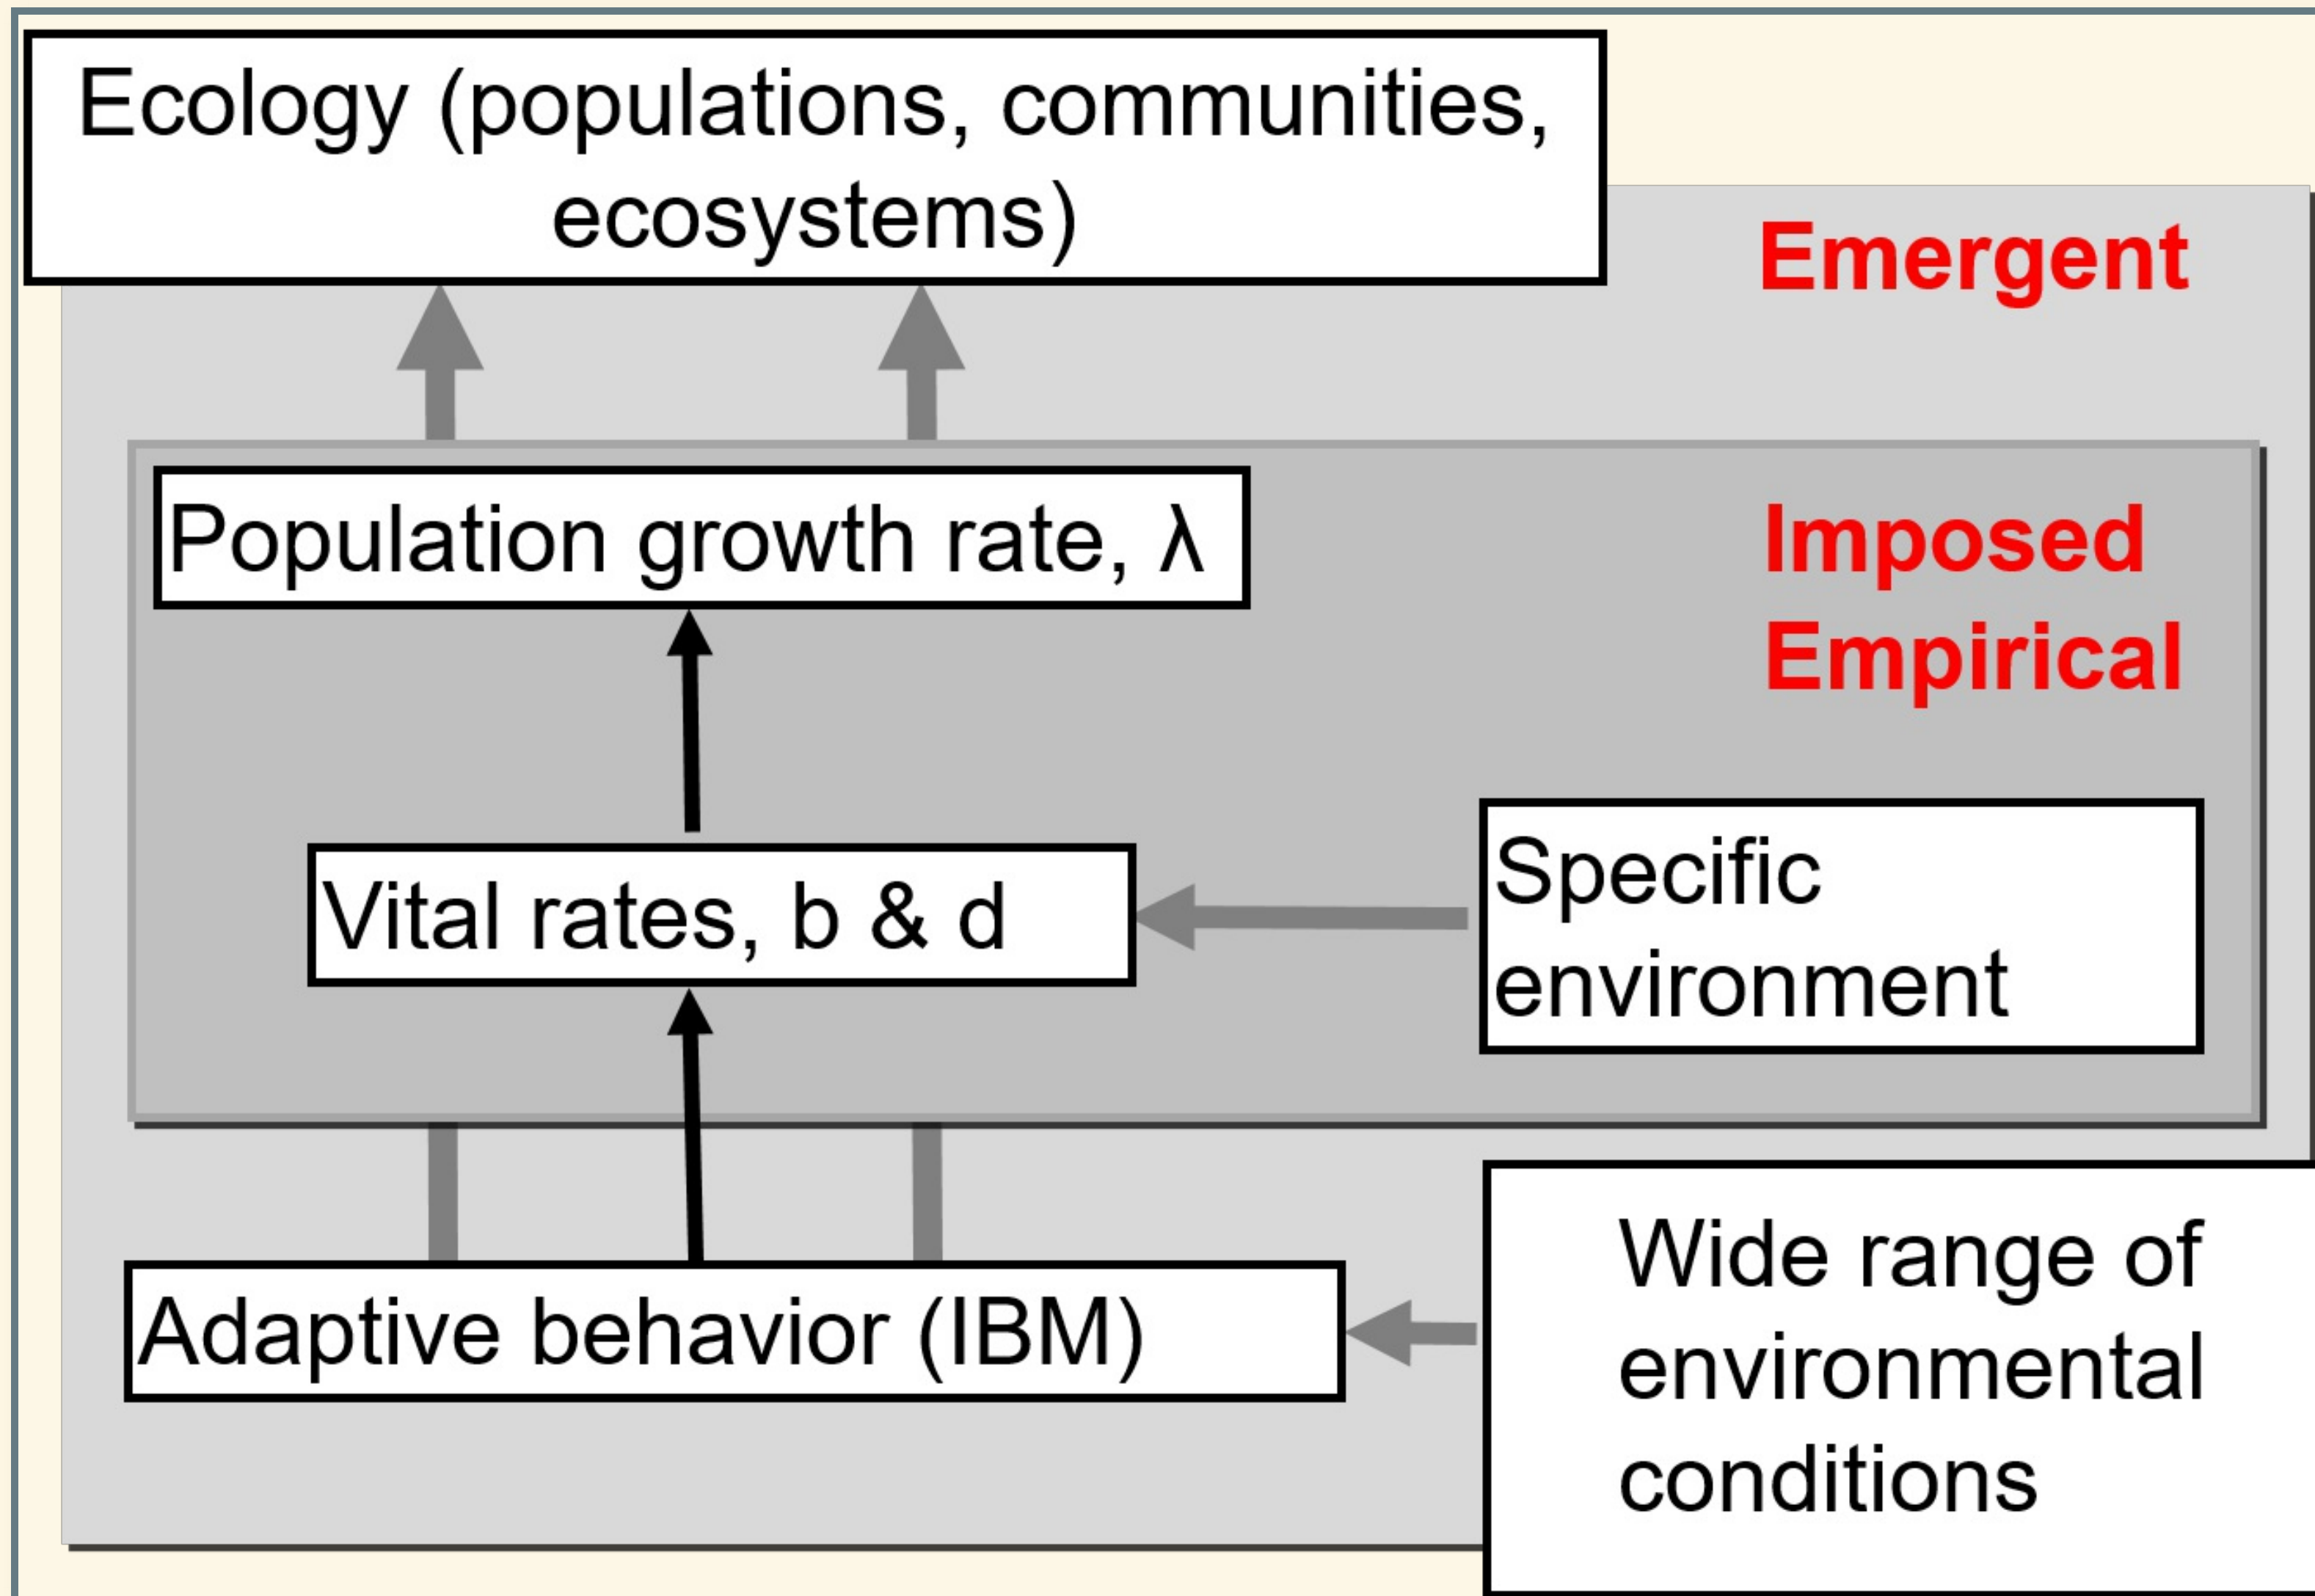 Ecology (populations, communities,
ecosystems)
Emergent
Population growth rate, λ
Imposed
Empirical
Vital rates, b & d
Specific
environment
Adaptive behavior (IBM)
Wide range of
environmental
conditions